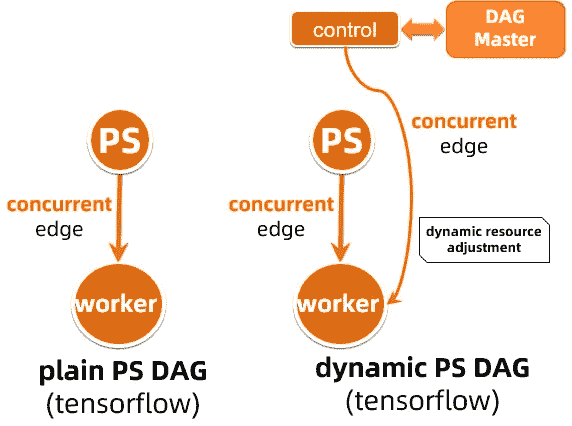 PS
concurrent
edge
worker
plain PS DAG
(tensorflow)
control
DAG
Master
PS
concurrent
edge
concurrent
edge
dynamic resource
adjustment
worker
dynamic PS DAG
(tensorflow)